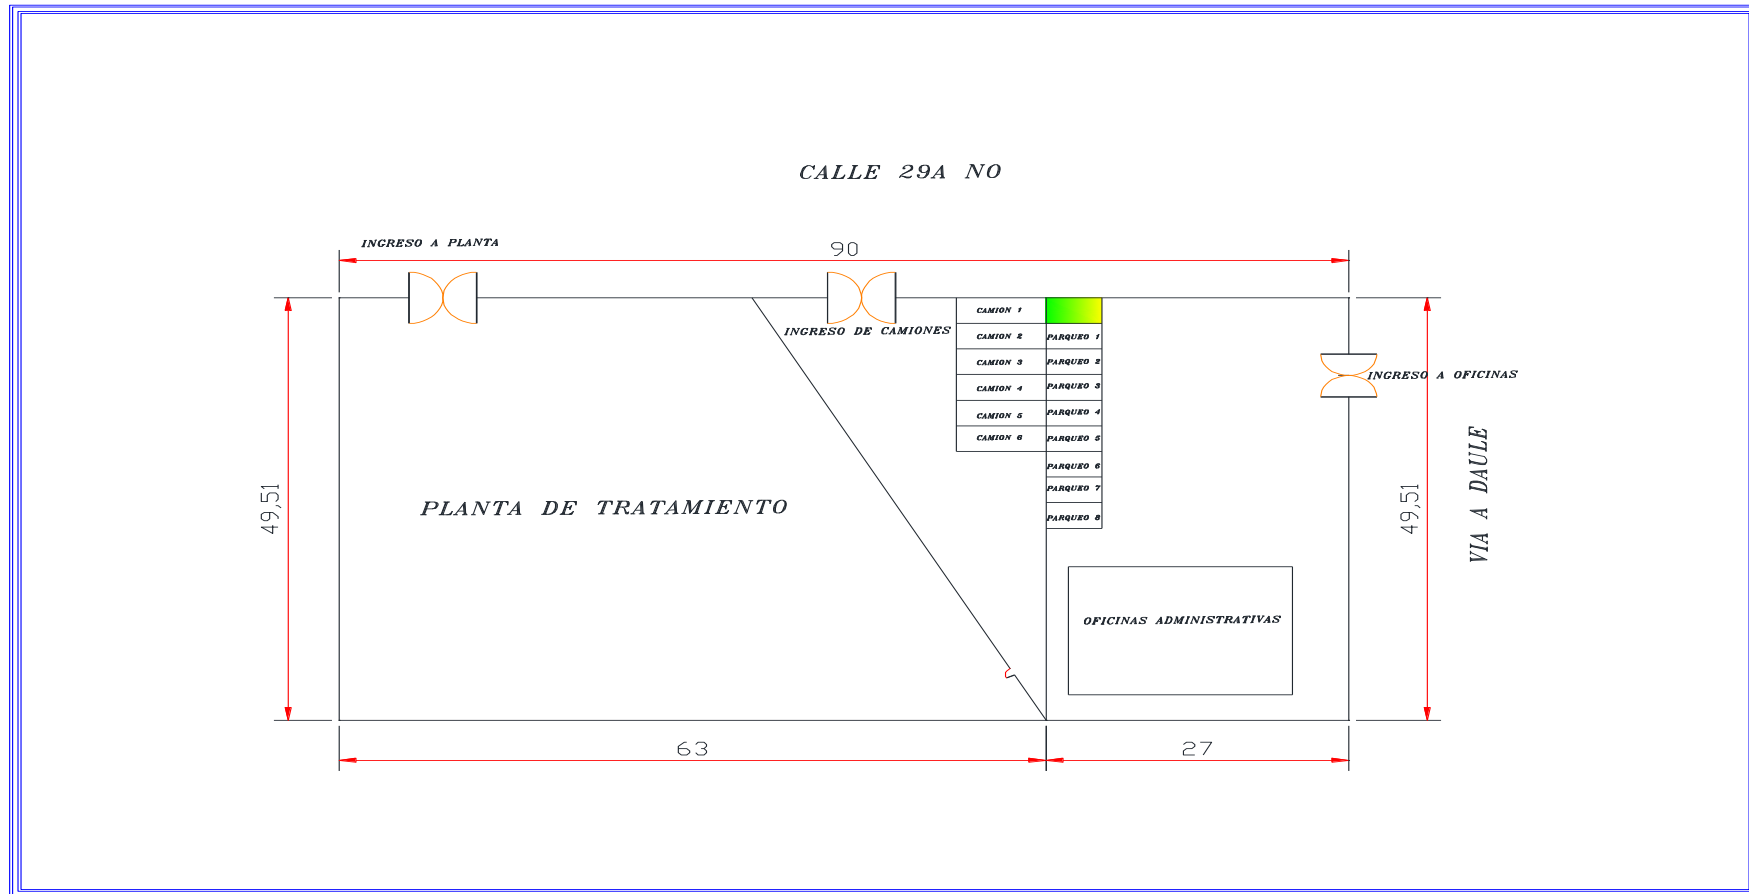 CALLE 29A NO
INGRESO A PLANTA
90
INGRESO DE CAMIONES
CAMION 1
CAMION 2
CAMION 3
CAMION 4
CAMION 5
CAMION 6
PARQUEO 1
PARQUEO 2
PARQUEO 3
PARQUEO 4
PARQUEO 5
PARQUEO 6
PARQUEO 7
PARQUEO 8
INGRESO A OFICINAS
49,51
PLANTA DE TRATAMIENTO
49,51
VIA A DAULE
OFICINAS ADMINISTRATIVAS
63
27